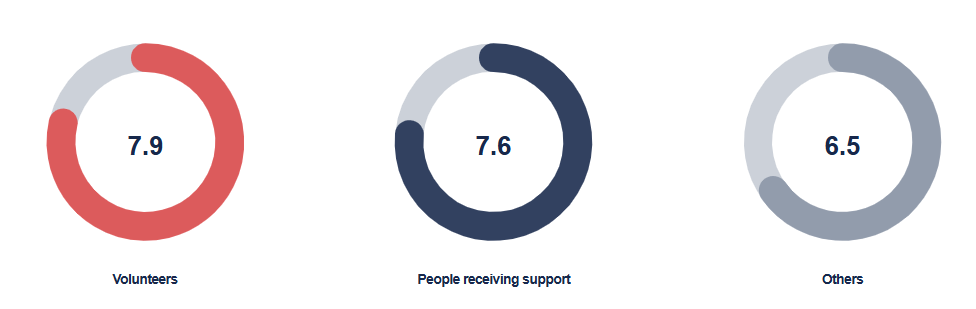 7.9
7.6
6.5
Volunteers
People receiving support
Others